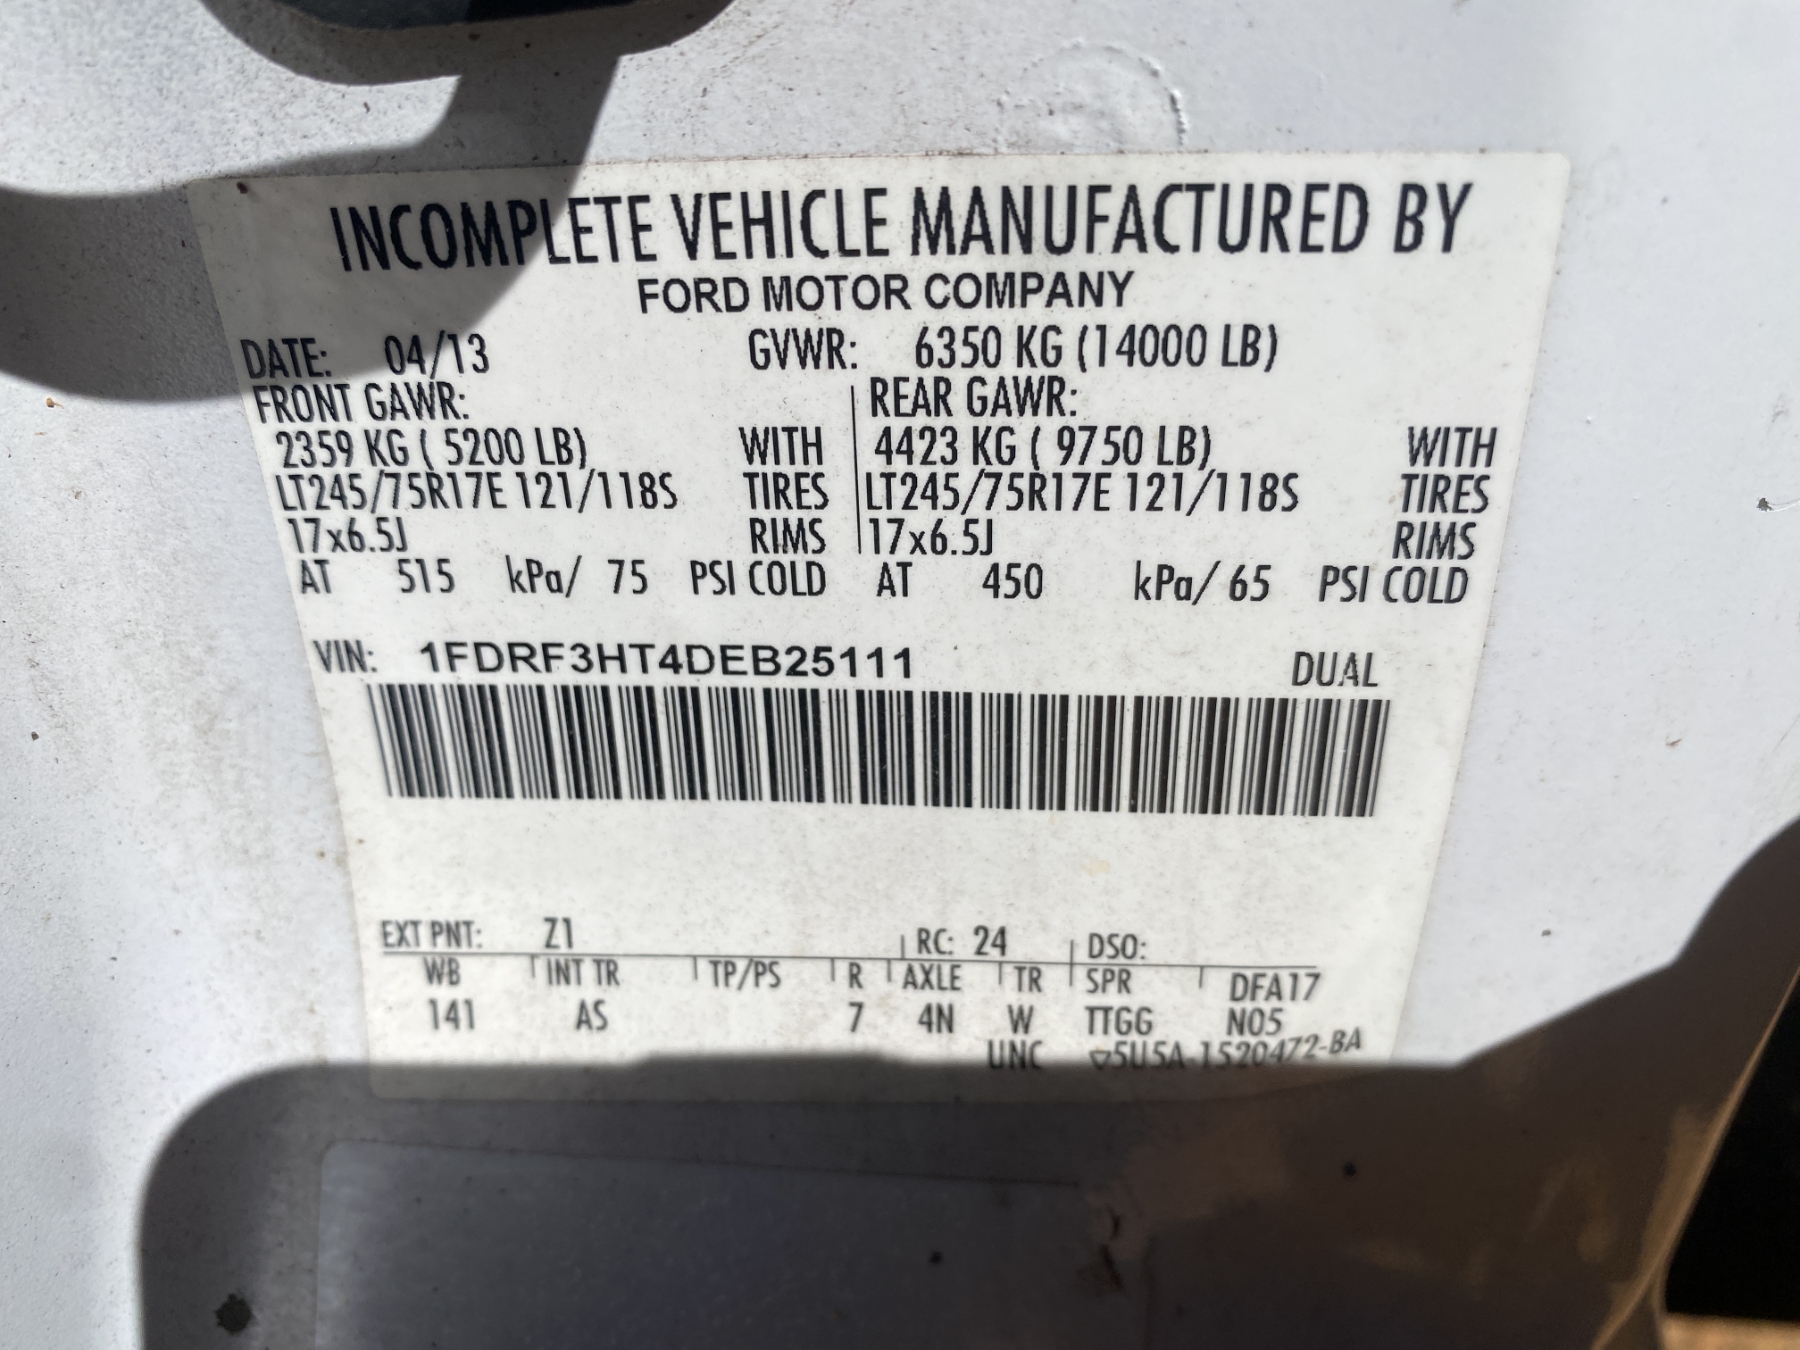 INCOMPLETE VEHICLE MANUFACTURED BY
FORD MOTOR COMPANY
DATE: 04/13 GVWR: 6350 KG (14000 LB)
FRONT GAWR: REAR GAWR:
2359 KG ( 5200 LB) WITH 4423 KG ( 9750 LB) WITH
LT245/75R17E 121/118S TIRES LT245/75R17E 121/118S TIRES
17x6.5J RIMS 17x6.5J RIMS
AT 515 kPa/ 75 PSI COLD AT 450 kPa/ 65 PSI COLD
VIN: 1FDRF3HT4DEB25111 DUAL
EXT PNT: Z1 RC: 24 DSO:
WB INT TR TP/PS R AXLE TR SPR DFA17
141 AS 7 4N W TTGG N05
UNC 5U5A-1520472-BA